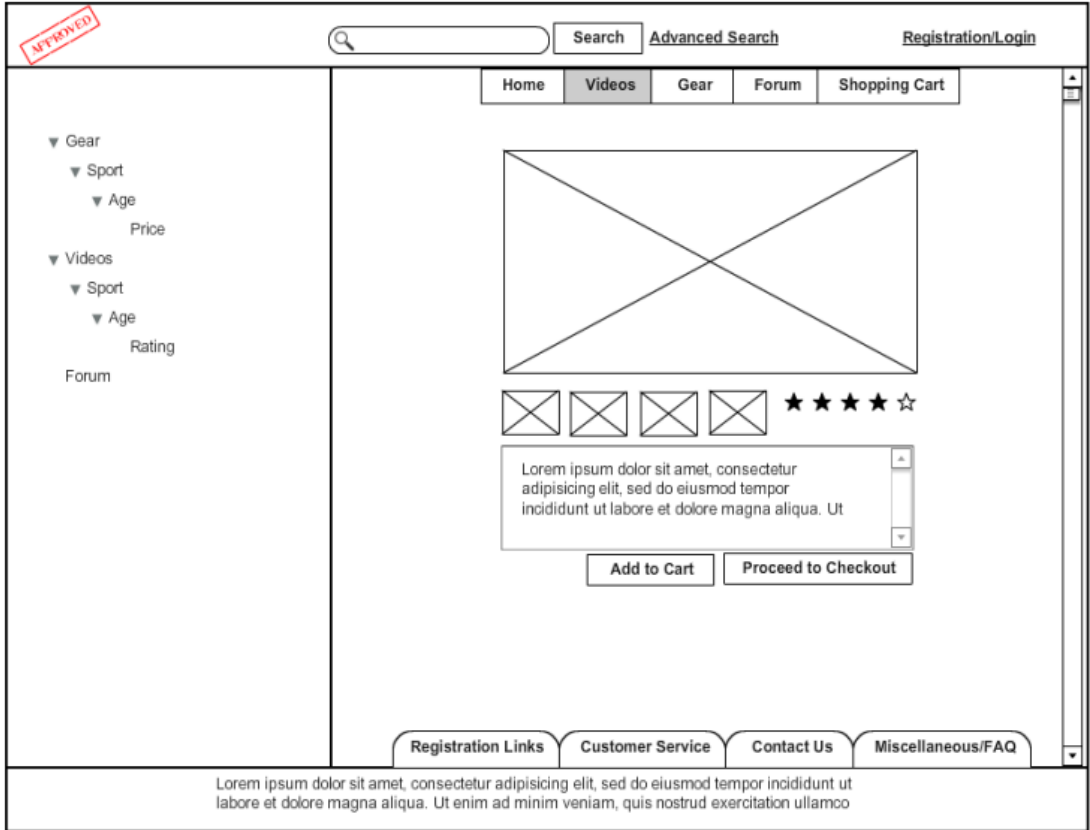 APPROVED
Search
Advanced Search
Registration/Login
Home
Videos
Gear
Forum
Shopping Cart
Gear
Sport
Age
Price
Videos
Sport
Age
Rating
Forum
Lorem ipsum dolor sit amet, consectetur
adipisicing elit, sed do eiusmod tempor
incididunt ut labore et dolore magna aliqua. Ut
Add to Cart
Proceed to Checkout
Registration Links
Customer Service
Contact Us
Miscellaneous/FAQ
Lorem ipsum dolor sit amet, consectetur adipisicing elit, sed do eiusmod tempor incididunt ut
labore et dolore magna aliqua. Ut enim ad minim veniam, quis nostrud exercitation ullamco